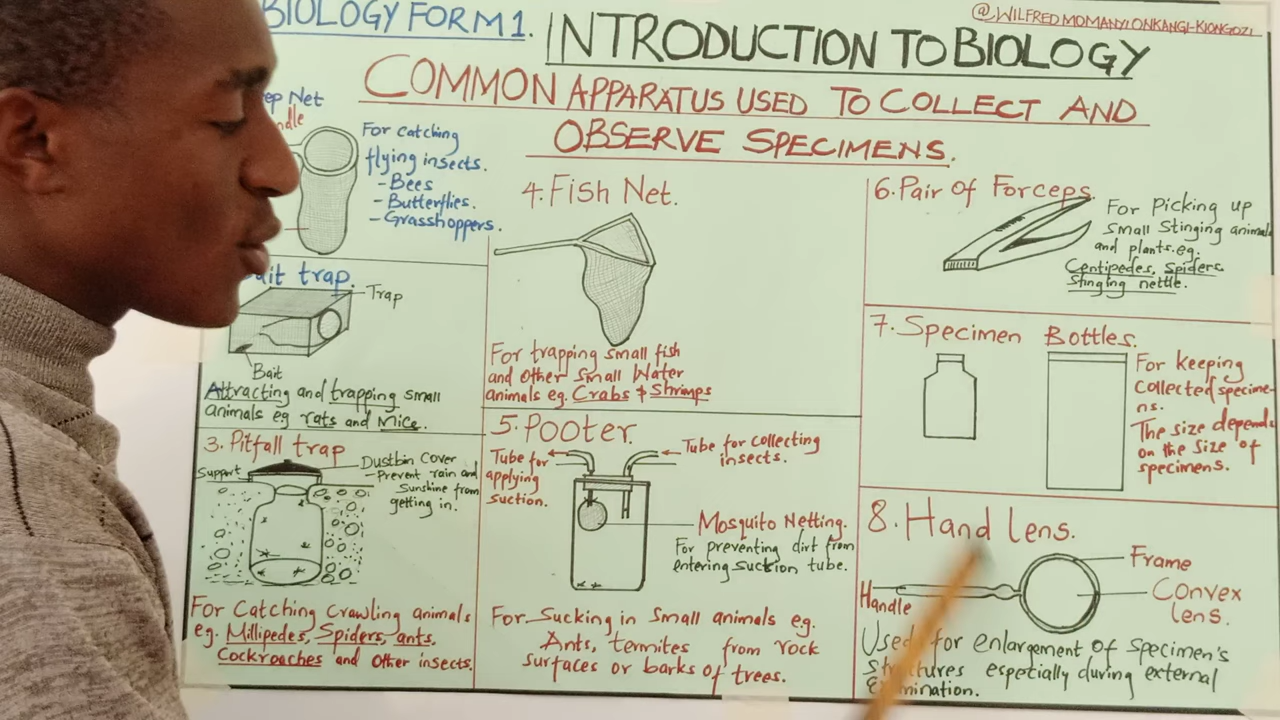 BIOLOGY FORM 1.
INTRODUCTION TO BIOLOGY
@WILFREDMOMANYIONKANGI-KIONGOZI
COMMON APPARATUS USED TO COLLECT AND
OBSERVE SPECIMENS.
Net
For catching
flying insects.
- Bees
- Butterflies.
- Grasshoppers.
trap.
Trap
Bait
Attracting and trapping small
animals eg rats and Mice.
3. Pitfall trap
Support
Dustbin Cover
- Prevent rain and
Sunshine from
getting in.
For Catching Crawling animals
eg. Millipedes, Spiders, ants,
Cockroaches and other insects.
4. Fish Net.
For trapping small fish
and other Small Water
animals eg. Crabs & Shrimps
5. Pooter.
Tube for
applying
suction.
Tube for collecting
insects.
Mosquito Netting.
For preventing dirt from
entering suction tube.
For Sucking in Small animals eg.
Ants, termites from rock
surfaces or barks of trees.
6. Pair of Forceps.
For Picking up
Small Stinging animals
and plants. eg.
Centipedes, Spiders,
Stinging nettle.
7. Specimen Bottles.
For keeping
Collected specime-
ns.
The size depends
on the size of
specimens.
8. Hand lens.
Handle
Frame
Convex
lens.
Used for enlargement of specimen's
especially during external